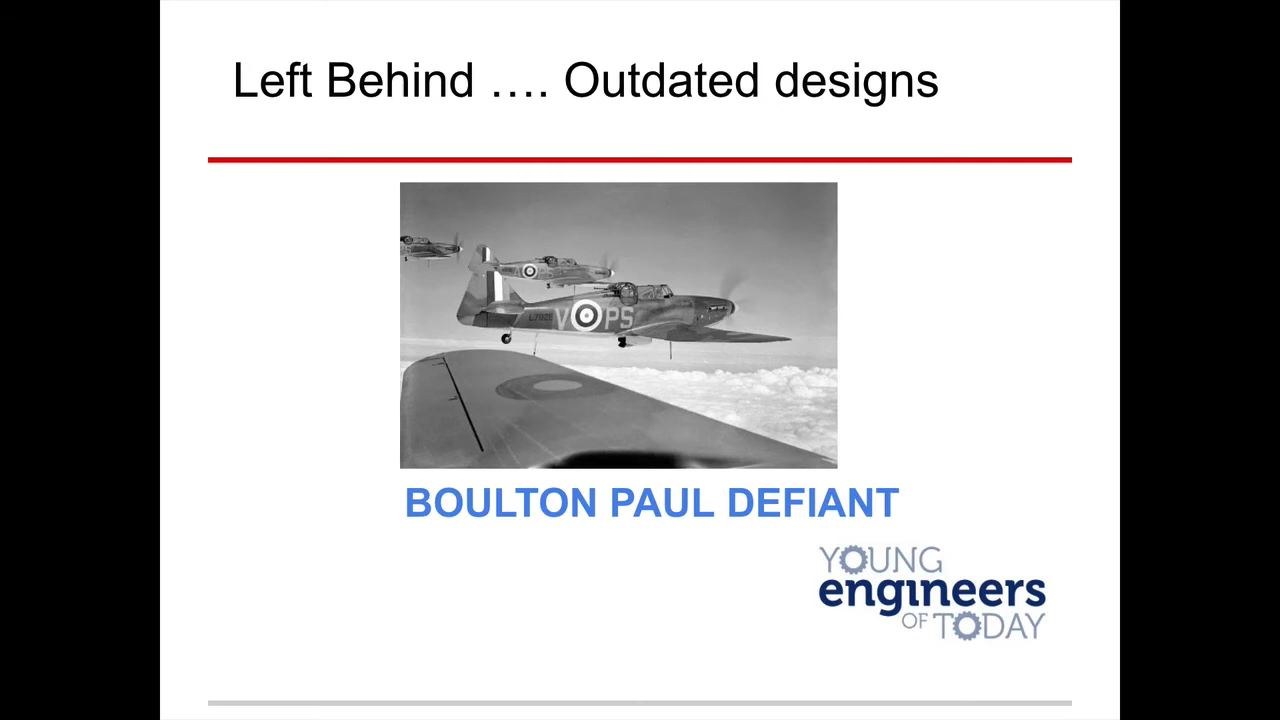 Left Behind …. Outdated designs
V PS
BOULTON PAUL DEFIANT
YOUNG
engineers
OF TODAY